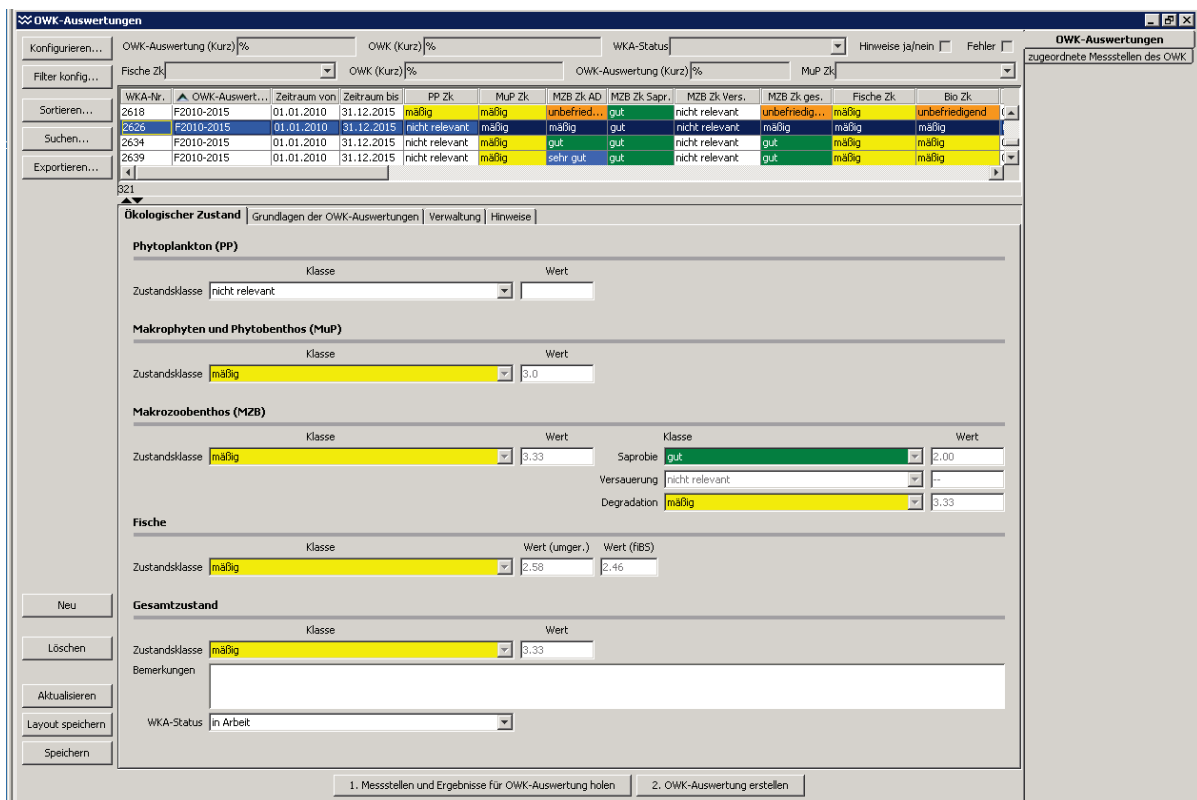 OWK-Auswertungen
Konfigurieren... OWK-Auswertung (Kurz) % OWK (Kurz) % WKA-Status Hinweise ja/nein Fehler
OWK-Auswertungen
zugeordnete Messstellen des OWK
Filter konfig... Fische Zk OWK (Kurz) % OWK-Auswertung (Kurz) % MuP Zk
Sortieren...
Suchen...
Exportieren...
WKA-Nr. OWK-Auswert... Zeitraum von Zeitraum bis PP Zk MuP Zk MZB Zk AD MZB Zk Sapr. MZB Zk Vers. MZB Zk ges. Fische Zk Bio Zk
2618 F2010-2015 01.01.2010 31.12.2015 mäßig mäßig unbefried... gut nicht relevant unbefriedig... mäßig unbefriedigend
2626 F2010-2015 01.01.2010 31.12.2015 nicht relevant mäßig mäßig gut nicht relevant mäßig mäßig mäßig
2634 F2010-2015 01.01.2010 31.12.2015 nicht relevant mäßig gut gut nicht relevant gut mäßig mäßig
2639 F2010-2015 01.01.2010 31.12.2015 nicht relevant mäßig sehr gut gut nicht relevant gut mäßig mäßig
321
Ökologischer Zustand Grundlagen der OWK-Auswertungen Verwaltung Hinweise
Phytoplankton (PP)
Klasse Wert
Zustandsklasse nicht relevant
Makrophyten und Phytobenthos (MuP)
Klasse Wert
Zustandsklasse mäßig 3.0
Makrozoobenthos (MZB)
Klasse Wert Klasse Wert
Zustandsklasse mäßig 3.33 Saprobie gut 2.00
Versauerung nicht relevant --
Degradation mäßig 3.33
Fische
Klasse Wert (umger.) Wert (fiBS)
Zustandsklasse mäßig 2.58 2.46
Gesamtzustand
Klasse Wert
Zustandsklasse mäßig 3.33
Bemerkungen
WKA-Status in Arbeit
Neu
Löschen
Aktualisieren
Layout speichern
Speichern
1. Messstellen und Ergebnisse für OWK-Auswertung holen 2. OWK-Auswertung erstellen